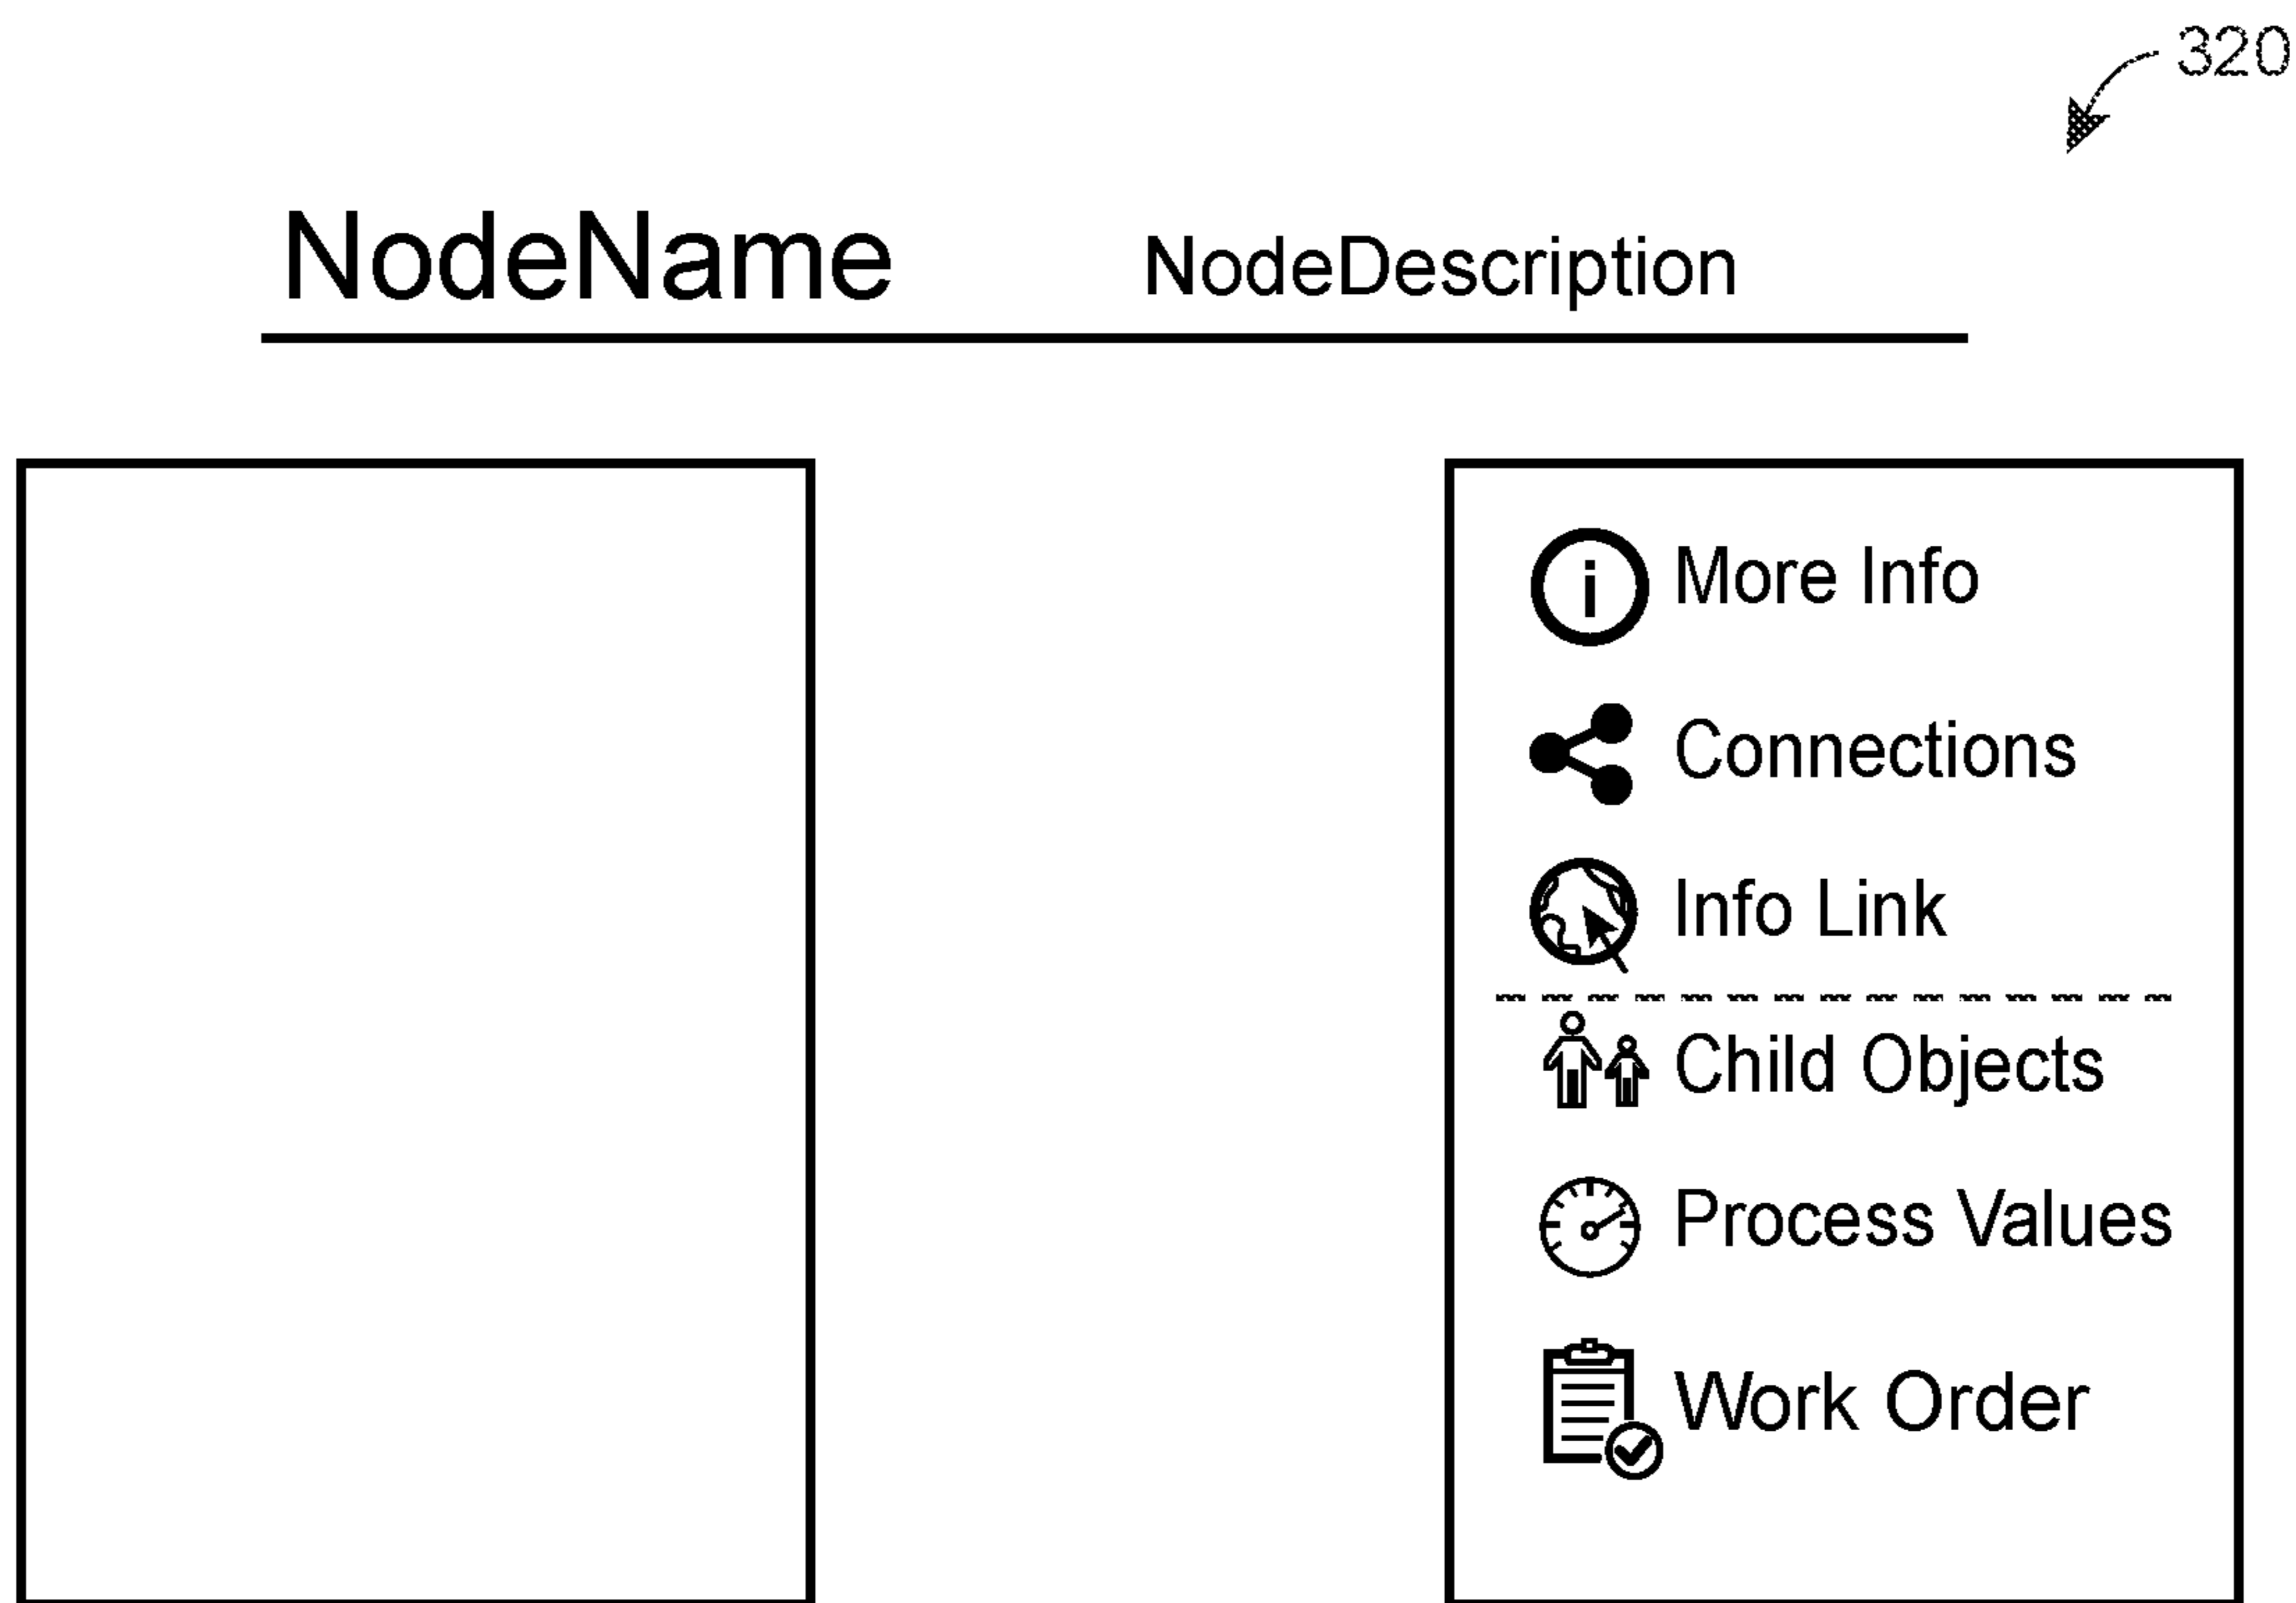 320
NodeName NodeDescription
i More Info
Connections
Info Link
Child Objects
Process Values
Work Order